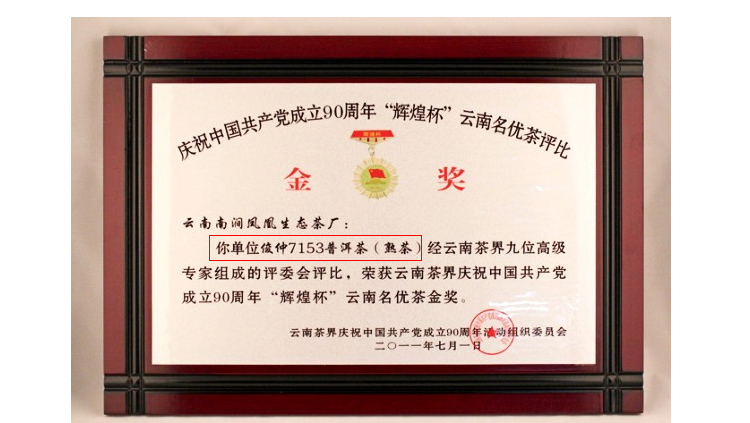 庆祝中国共产党成立90周年“辉煌杯”云南名优茶评比
辉煌杯
金 奖
云南南涧凤凰生态茶厂：
你单位俊仲7153普洱茶（熟茶）经云南茶界九位高级
专家组成的评委会评比，荣获云南茶界庆祝中国共产党
成立90周年“辉煌杯”云南名优茶金奖。
云南茶界庆祝中国共产党成立90周年活动组织委员会
二〇一一年七月一日